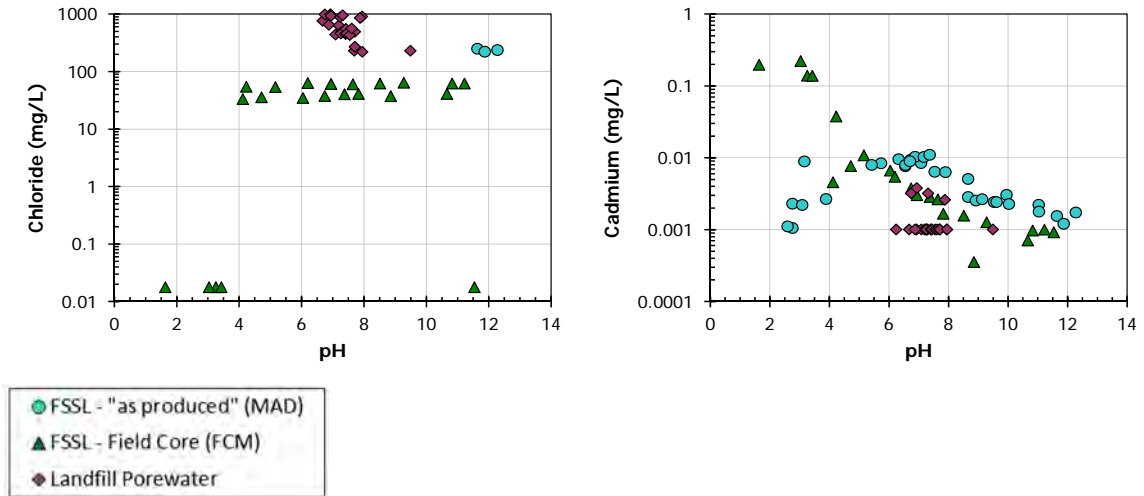 1000
100
10
1
0.1
0.01
Chloride (mg/L)
0 2 4 6 8 10 12 14
pH
1
0.1
0.01
0.001
0.0001
Cadmium (mg/L)
0 2 4 6 8 10 12 14
pH
FSSL - "as produced" (MAD)
FSSL - Field Core (FCM)
Landfill Porewater